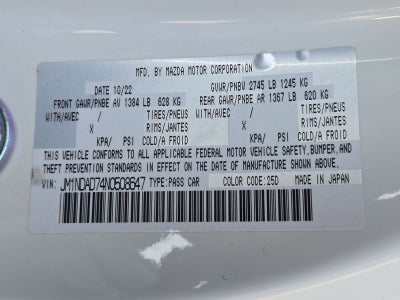 MFD. BY MAZDA MOTOR CORPORATION
DATE 10/22 GVWR/PNBV 2745 LB 1245 KG
FRONT GAWR/PNBE AV 1384 LB 628 KG REAR GAWR/PNBE AR 1367 LB 620 KG
WITH/AVEC / TIRES/PNEUS WITH/AVEC / TIRES/PNEUS
X RIMS/JANTES X RIMS/JANTES
KPA/ PSI COLD/A FROID KPA/ PSI COLD/A FROID
THIS VEHICLE CONFORMS TO ALL APPLICABLE FEDERAL MOTOR VEHICLE SAFETY, BUMPER, AND
THEFT PREVENTION STANDARDS IN EFFECT ON THE DATE OF MANUFACTURE SHOWN ABOVE.
VIN: JM1NDAD74N0508647 TYPE: PASS CAR COLOR CODE: 25D MADE IN JAPAN